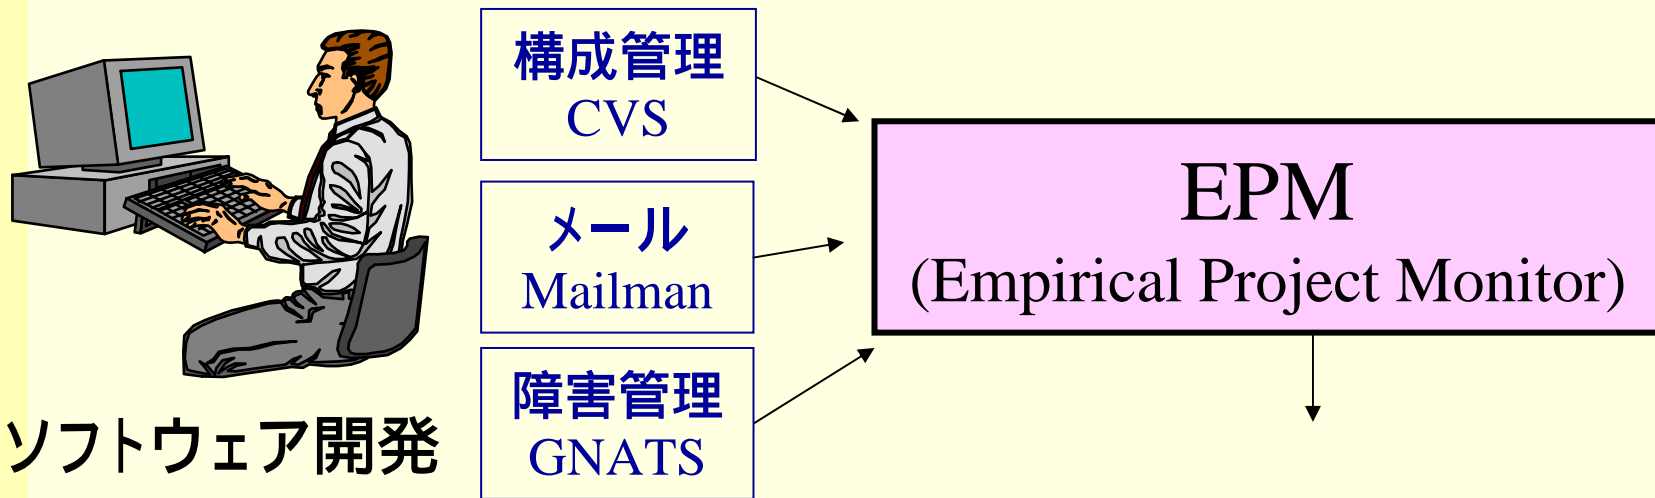 構成管理
CVS
メール
Mailman
障害管理
GNATS
ソフトウェア開発
EPM
(Empirical Project Monitor)